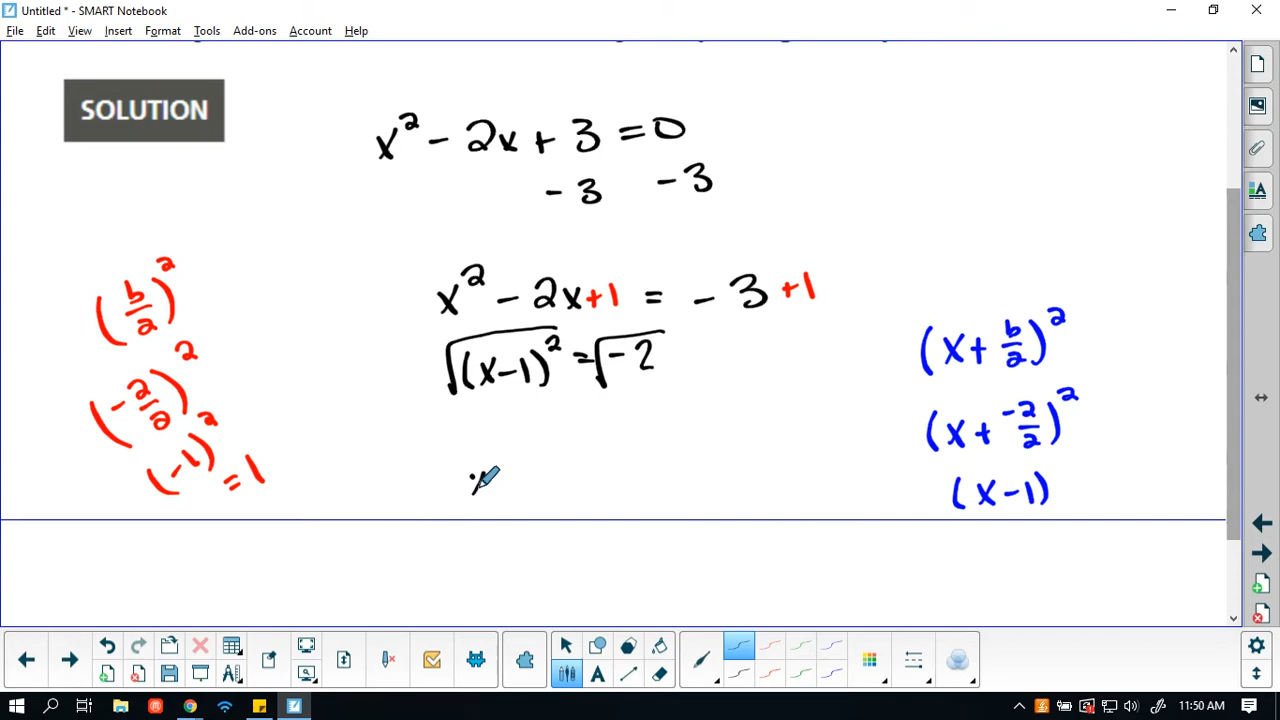 Untitled * - SMART Notebook
File Edit View Insert Format Tools Add-ons Account Help
SOLUTION
x² - 2x + 3 = 0
- 3 - 3
x² - 2x +1 = - 3 +1
√(x-1)² = √-2
x
(b/2)²
(-2/2)²
(-1)² = 1
(x + b/2)²
(x + -2/2)²
(x - 1)
11:50 AM